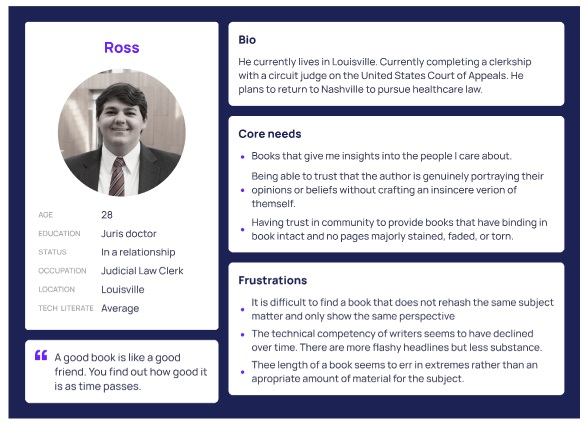 Ross
AGE 28
EDUCATION Juris doctor
STATUS In a relationship
OCCUPATION Judicial Law Clerk
LOCATION Louisville
TECH LITERATE Average
A good book is like a good
friend. You find out how good it
is as time passes.
Bio
He currently lives in Louisville. Currently completing a clerkship
with a circuit judge on the United States Court of Appeals. He
plans to return to Nashville to pursue healthcare law.
Core needs
Books that give me insights into the people I care about.
Being able to trust that the author is genuinely portraying their
opinions or beliefs without crafting an insincere verion of
themself.
Having trust in community to provide books that have binding in
book intact and no pages majorly stained, faded, or torn.
Frustrations
It is difficult to find a book that does not rehash the same subject
matter and only show the same perspective
The technical competency of writers seems to have declined
over time. There are more flashy headlines but less substance.
Thee length of a book seems to err in extremes rather than an
apropriate amount of material for the subject.